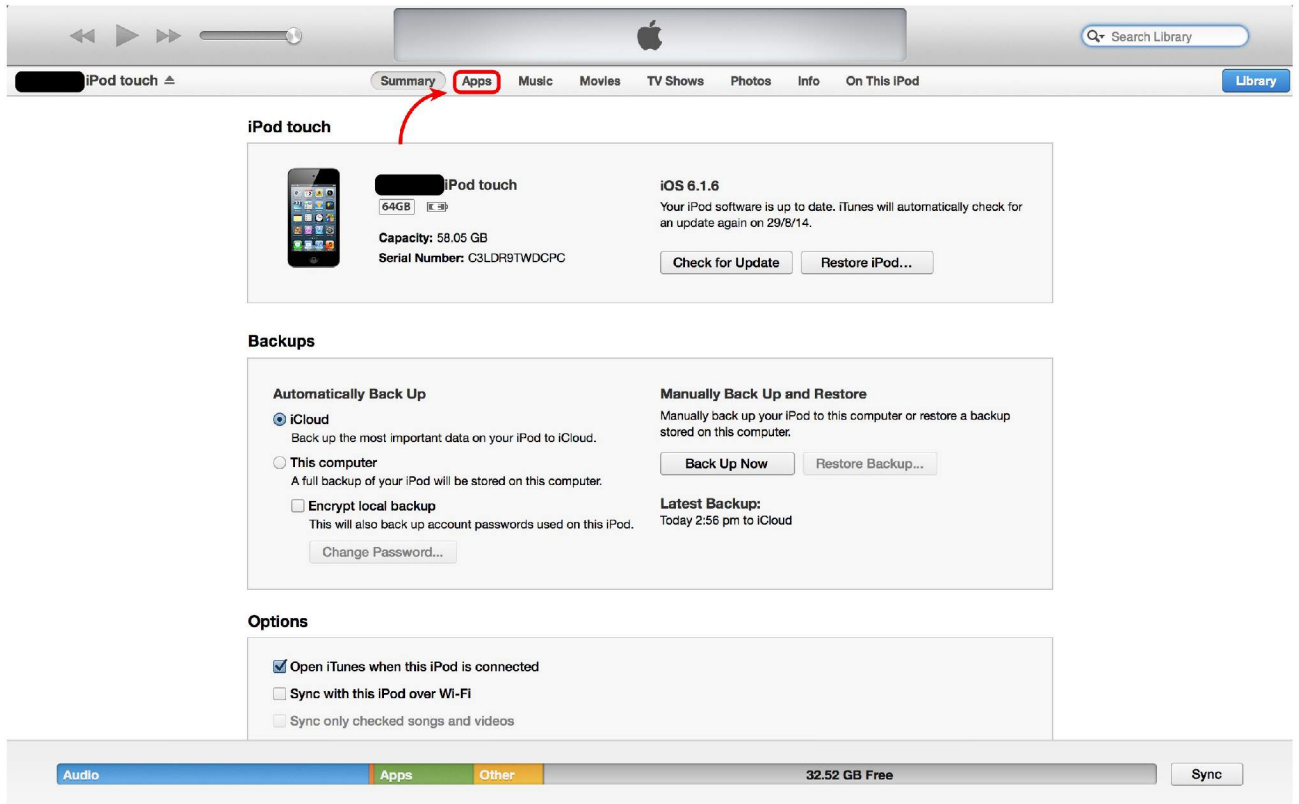 Search Library
iPod touch
Summary Apps Music Movies TV Shows Photos Info On This iPod
Library
iPod touch
iPod touch
64GB
Capacity: 58.05 GB
Serial Number: C3LDR9TWDCPC
iOS 6.1.6
Your iPod software is up to date. iTunes will automatically check for
an update again on 29/8/14.
Check for Update Restore iPod...
Backups
Automatically Back Up
iCloud
Back up the most important data on your iPod to iCloud.
This computer
A full backup of your iPod will be stored on this computer.
Encrypt local backup
This will also back up account passwords used on this iPod.
Change Password...
Manually Back Up and Restore
Manually back up your iPod to this computer or restore a backup
stored on this computer.
Back Up Now Restore Backup...
Latest Backup:
Today 2:56 pm to iCloud
Options
Open iTunes when this iPod is connected
Sync with this iPod over Wi-Fi
Sync only checked songs and videos
Audio Apps Other 32.52 GB Free Sync